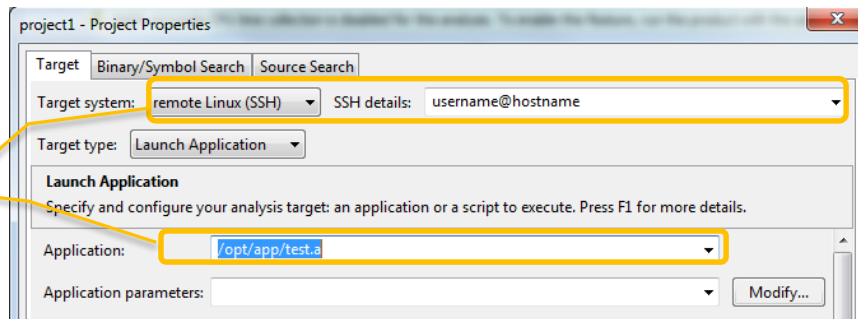 project1 - Project Properties
Target Binary/Symbol Search Source Search
Target system: remote Linux (SSH) SSH details: username@hostname
Target type: Launch Application
Launch Application
Specify and configure your analysis target: an application or a script to execute. Press F1 for more details.
Application: /opt/app/test.a
Application parameters: Modify...